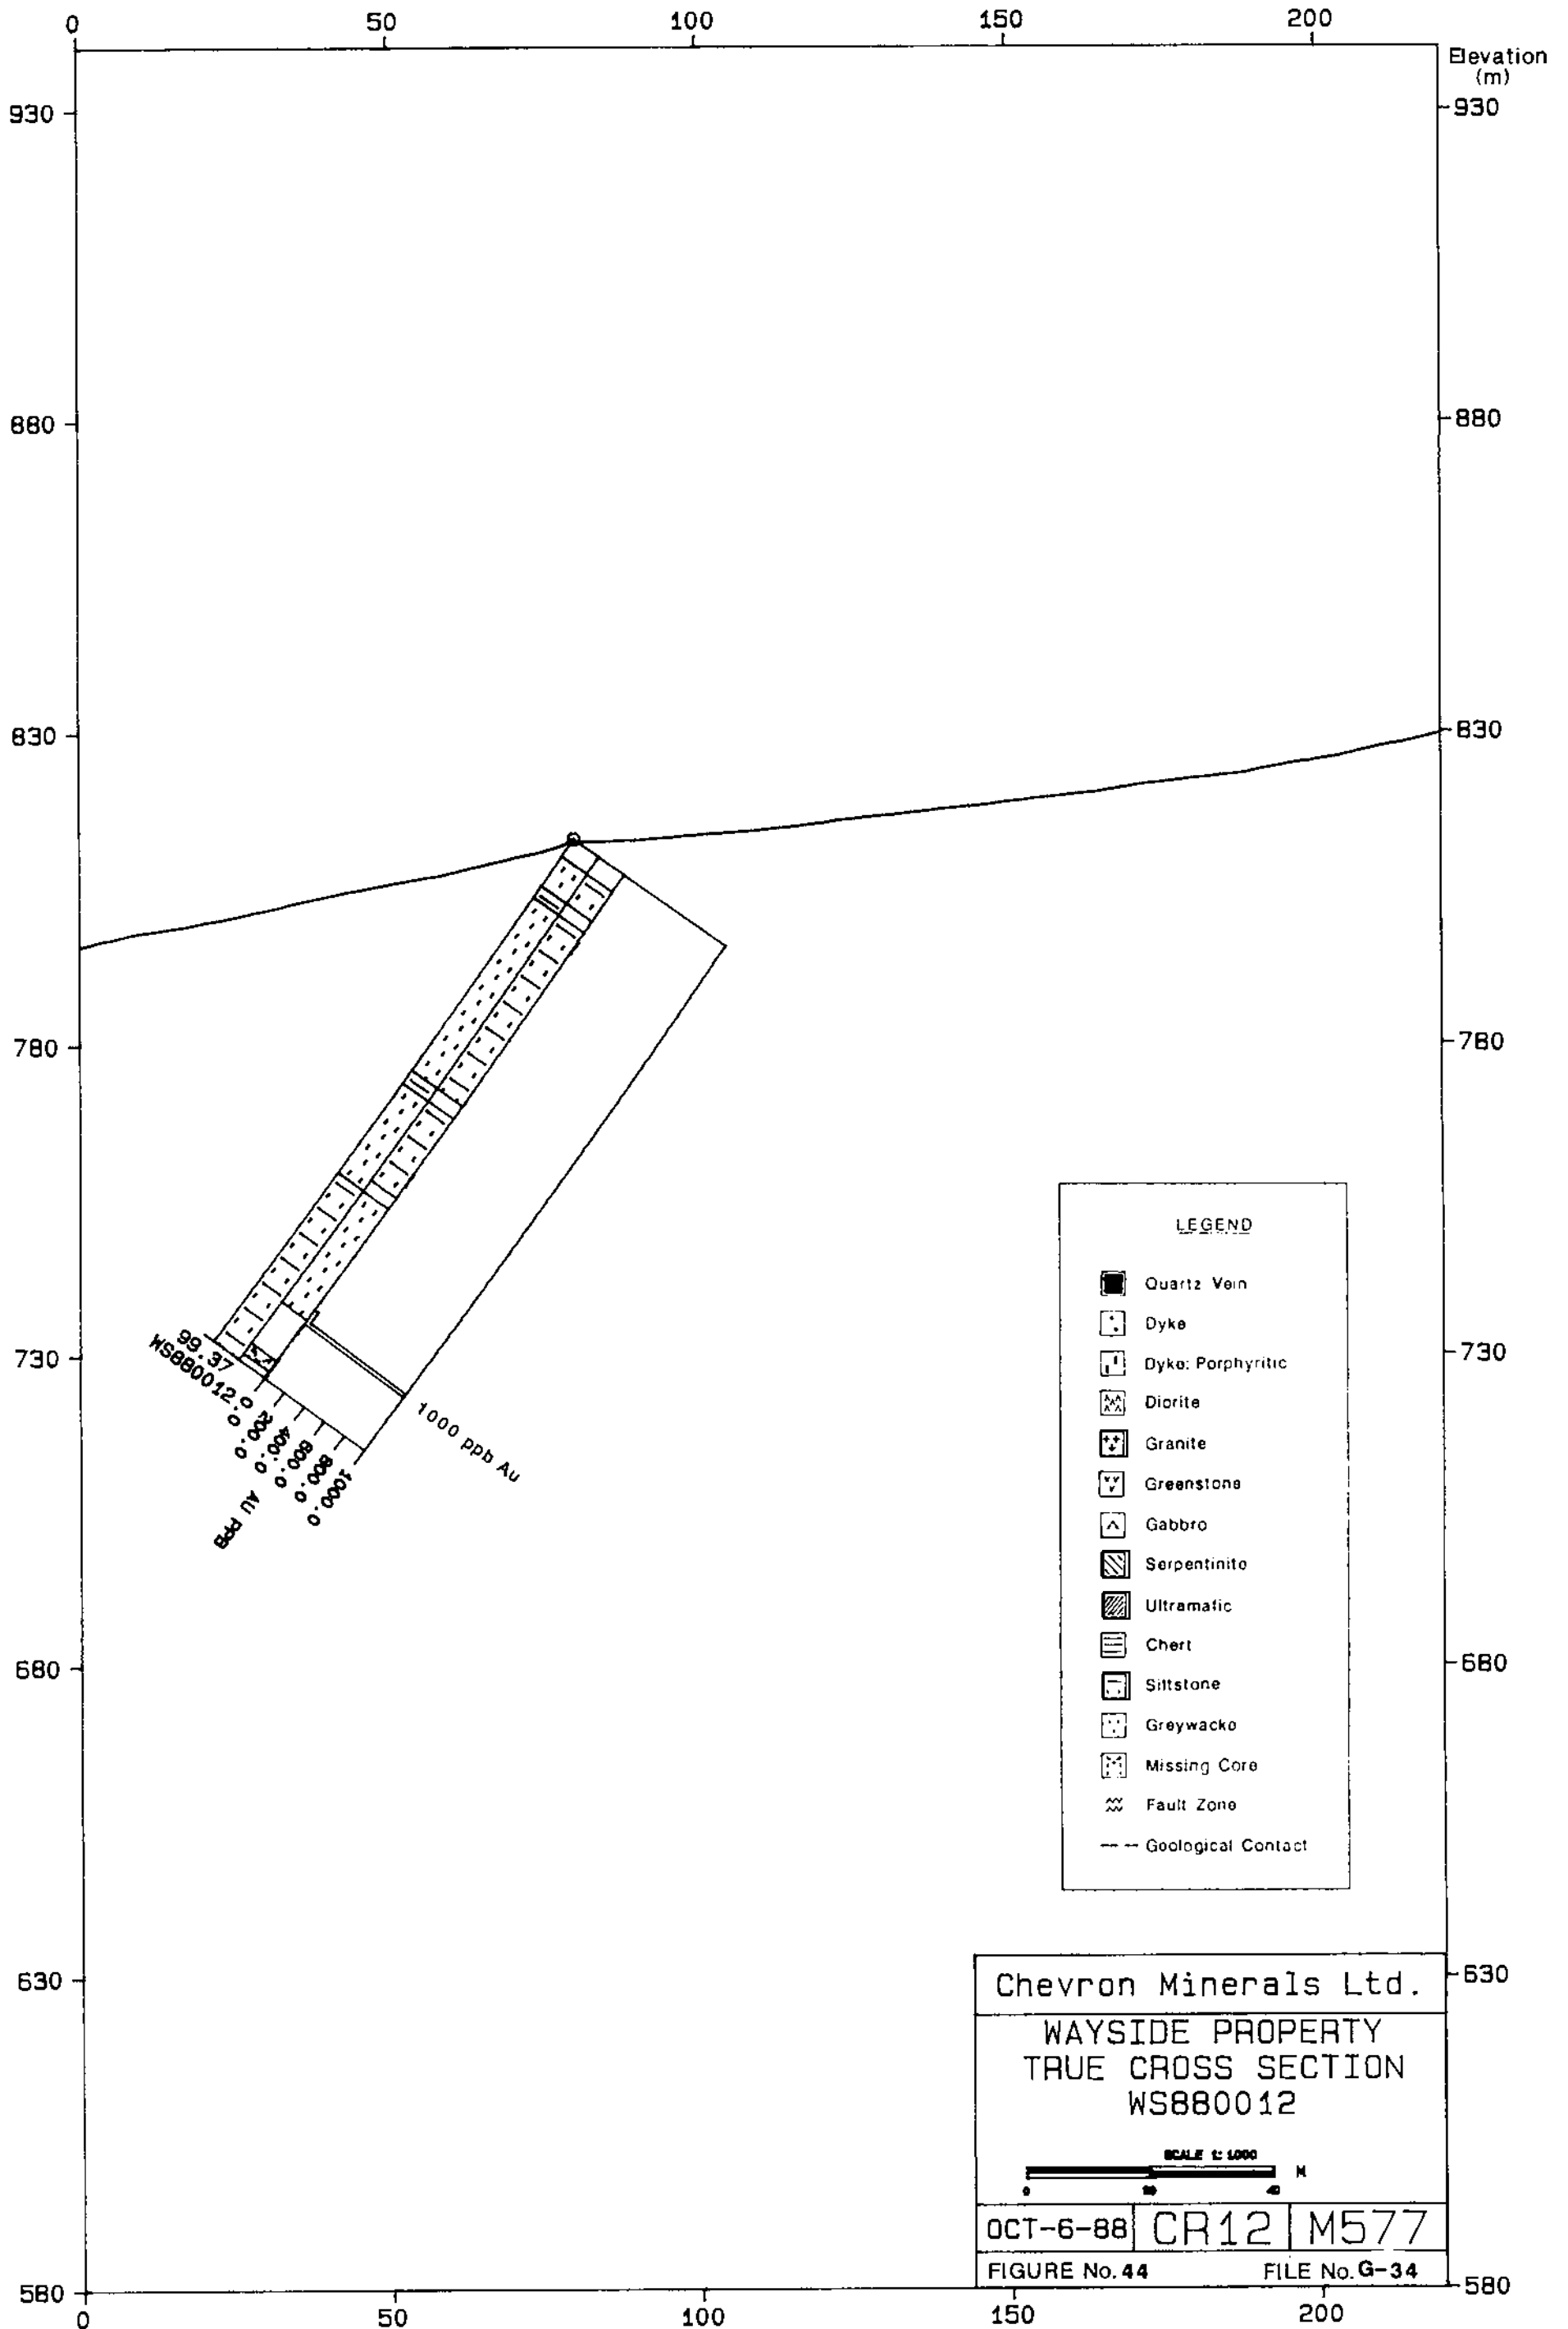 0 50 100 150 200
Elevation
(m)
930 930
880 880
830 830
780 780
730 730
680 680
630 630
580 580
0 50 100 150 200
99.37
WS880012
0.0
200.0
400.0
600.0
800.0
1000.0
AU PPB
1000 ppb Au
LEGEND
Quartz Vein
Dyke
Dyke: Porphyritic
Diorite
Granite
Greenstone
Gabbro
Serpentinite
Ultramafic
Chert
Siltstone
Greywacke
Missing Core
Fault Zone
Geological Contact
Chevron Minerals Ltd.
WAYSIDE PROPERTY
TRUE CROSS SECTION
WS880012
SCALE 1: 1000
M
0 20 40
OCT-6-88 CR12 M577
FIGURE No. 44 FILE No. G-34